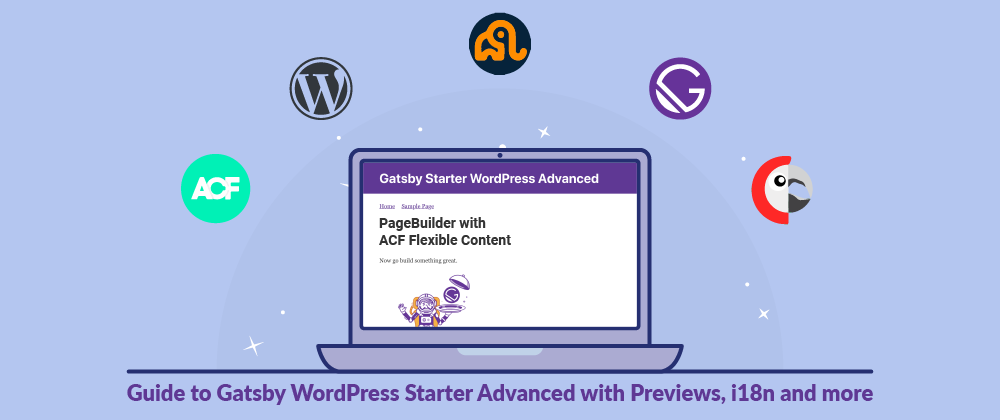 ACF
Gatsby Starter WordPress Advanced
Home Sample Page
PageBuilder with
ACF Flexible Content
Now go build something great.
Guide to Gatsby WordPress Starter Advanced with Previews, i18n and more